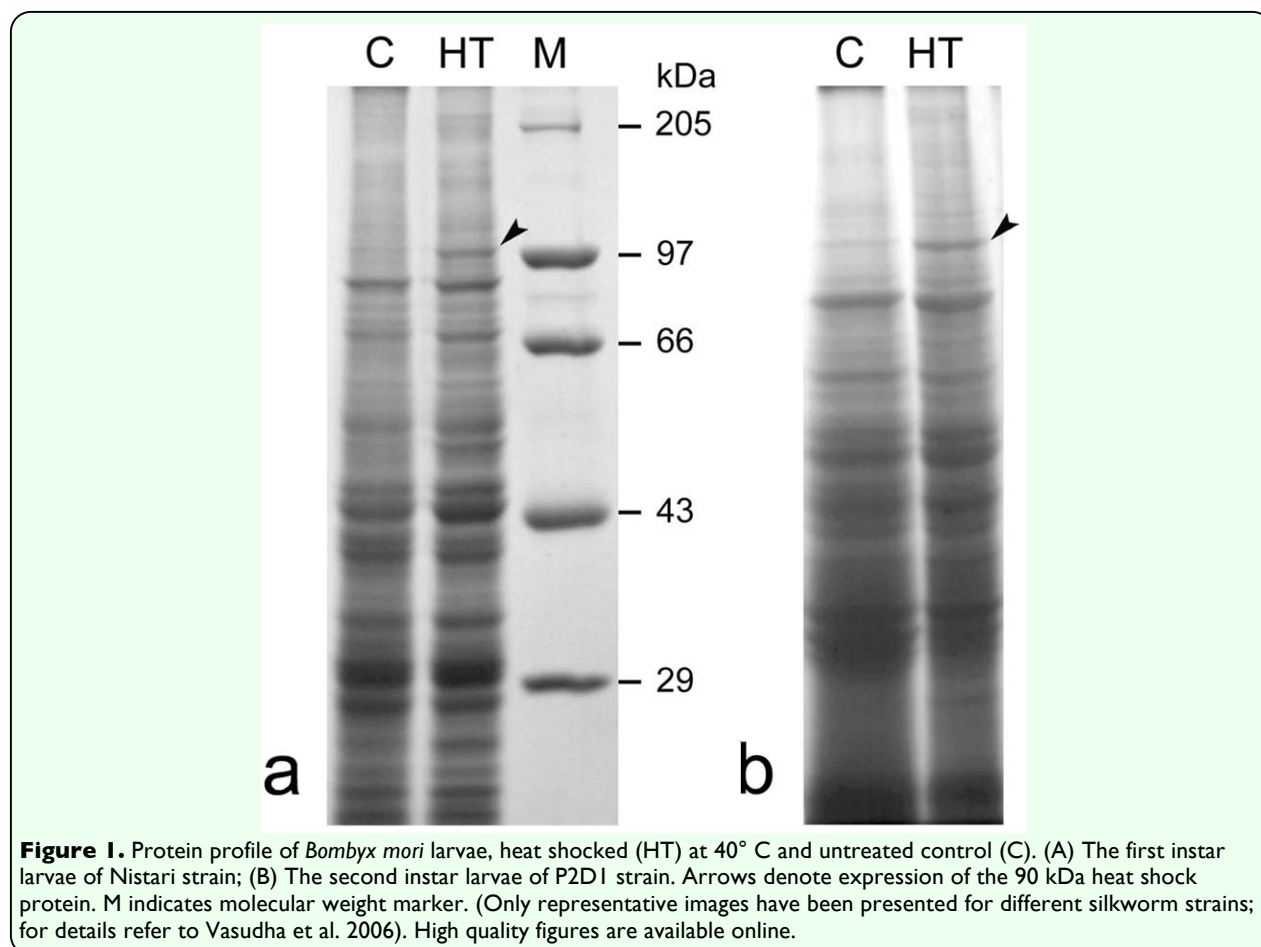 C HT M
kDa
205
97
66
43
29
a
C HT
b
Figure 1. Protein profile of Bombyx mori larvae, heat shocked (HT) at 40° C and untreated control (C). (A) The first instar
larvae of Nistari strain; (B) The second instar larvae of P2D1 strain. Arrows denote expression of the 90 kDa heat shock
protein. M indicates molecular weight marker. (Only representative images have been presented for different silkworm strains;
for details refer to Vasudha et al. 2006). High quality figures are available online.